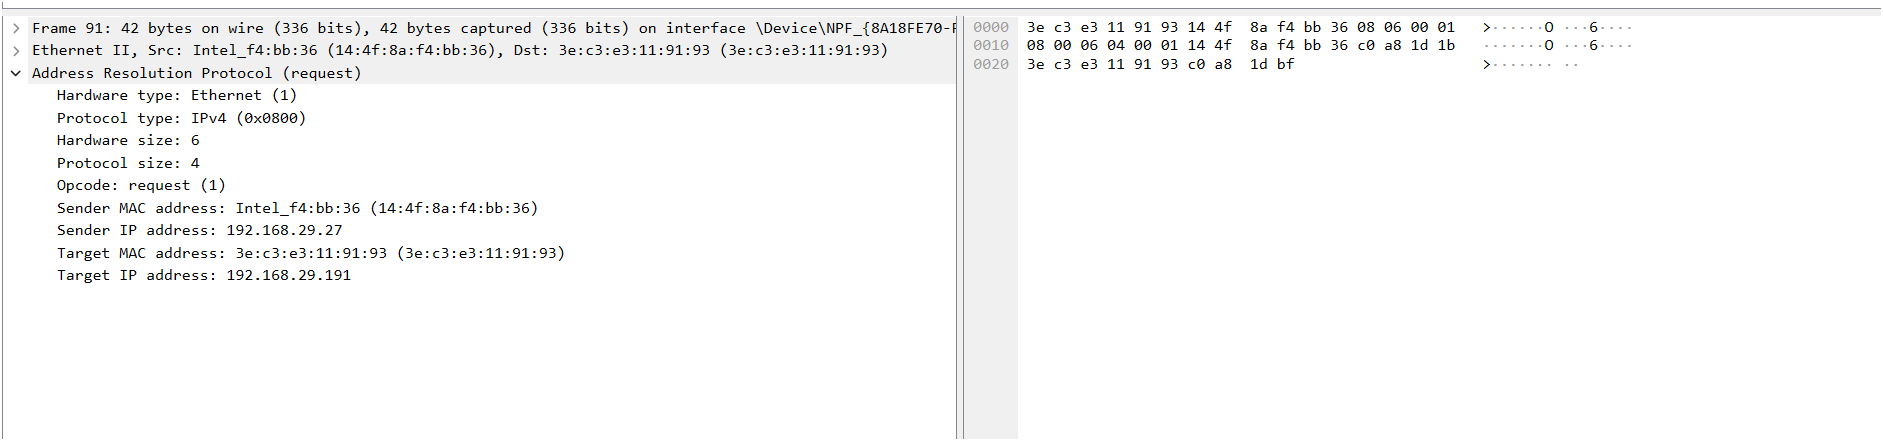 Frame 91: 42 bytes on wire (336 bits), 42 bytes captured (336 bits) on interface \Device\NPF_{8A18FE70-
Ethernet II, Src: Intel_f4:bb:36 (14:4f:8a:f4:bb:36), Dst: 3e:c3:e3:11:91:93 (3e:c3:e3:11:91:93)
Address Resolution Protocol (request)
Hardware type: Ethernet (1)
Protocol type: IPv4 (0x0800)
Hardware size: 6
Protocol size: 4
Opcode: request (1)
Sender MAC address: Intel_f4:bb:36 (14:4f:8a:f4:bb:36)
Sender IP address: 192.168.29.27
Target MAC address: 3e:c3:e3:11:91:93 (3e:c3:e3:11:91:93)
Target IP address: 192.168.29.191
0000 3e c3 e3 11 91 93 14 4f 8a f4 bb 36 08 06 00 01 >······O ···6····
0010 08 00 06 04 00 01 14 4f 8a f4 bb 36 c0 a8 1d 1b ·······O ···6····
0020 3e c3 e3 11 91 93 c0 a8 1d bf >······· ··